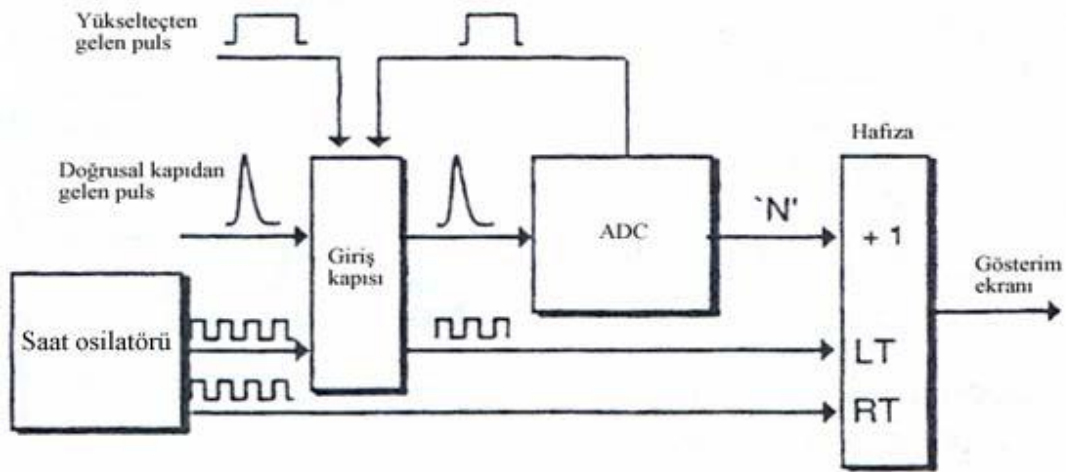 Yükselteçten
gelen puls
Hafıza
Doğrusal kapıdan
gelen puls
Giriş
kapısı
ADC
`N'
+ 1
Gösterim
ekranı
Saat osilatörü
LT
RT